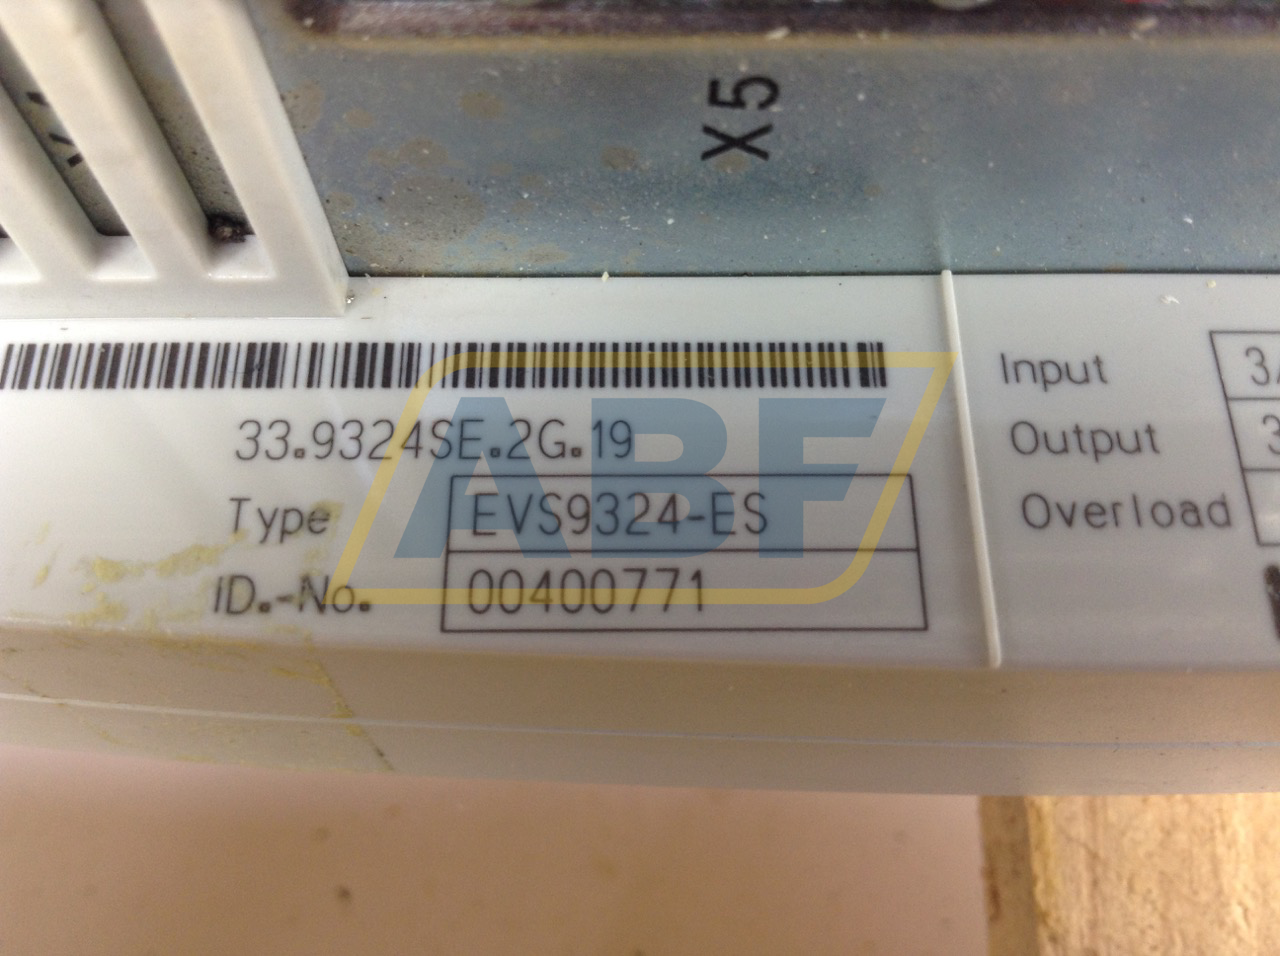 X5
33.9324SE.2G.19
Type EVS9324-ES
ID.-No. 00400771
Input
Output
Overload
ABF